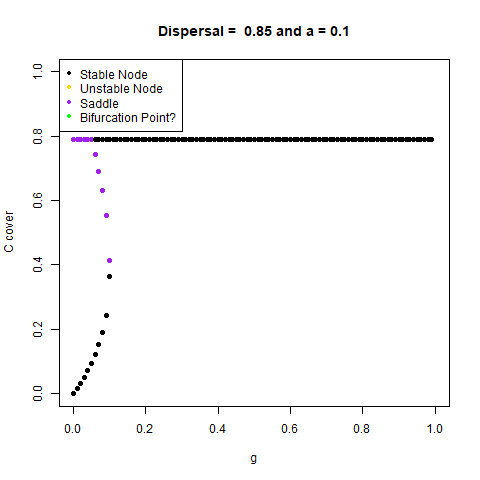 Dispersal =  0.85 and a = 0.1
Stable Node
Unstable Node
Saddle
Bifurcation Point?
C cover
1.0
0.8
0.6
0.4
0.2
0.0
0.0 0.2 0.4 0.6 0.8 1.0
g